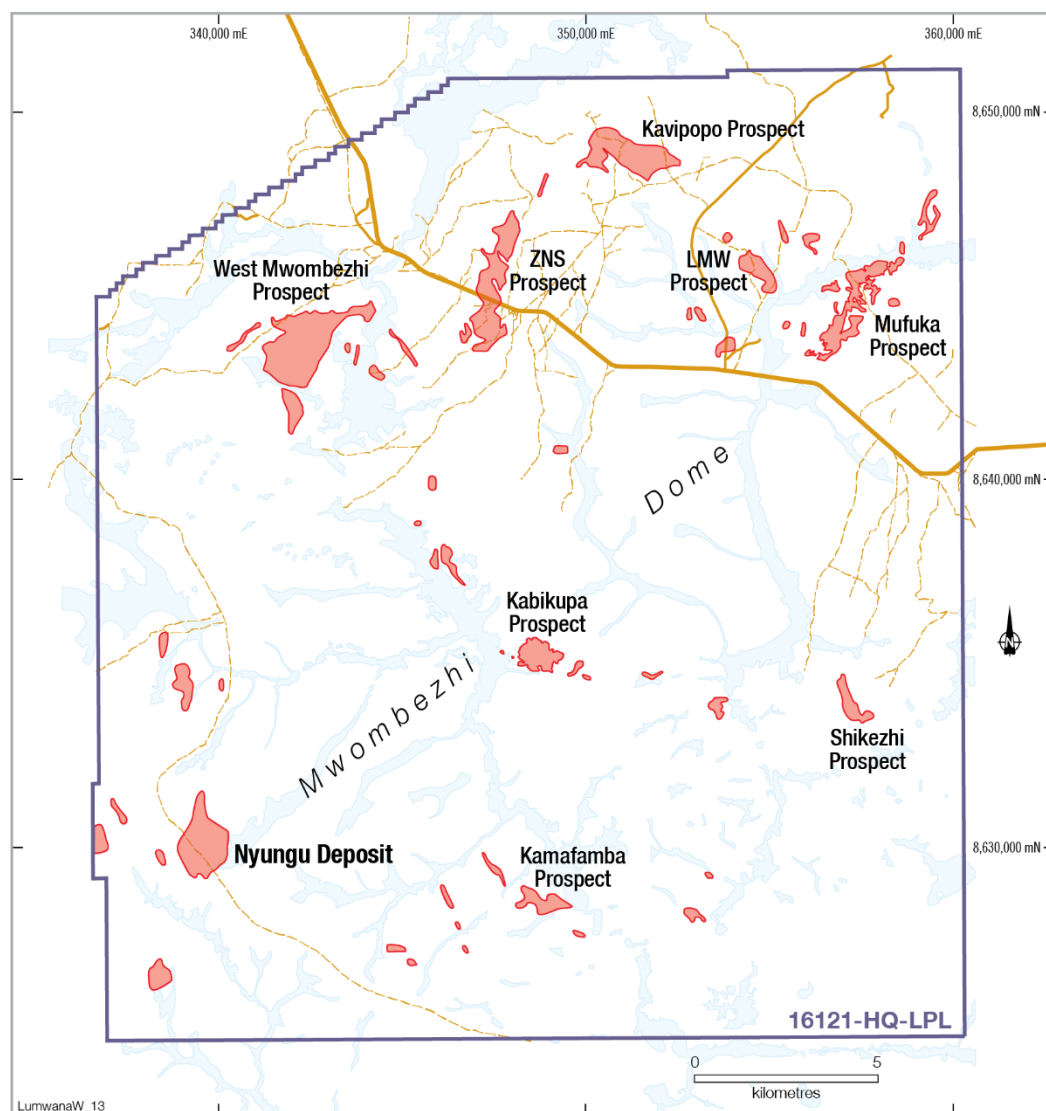 340,000 mE
350,000 mE
360,000 mE
8,650,000 mN
Kavipopo Prospect
West Mwombezhi
Prospect
ZNS
Prospect
LMW
Prospect
Mufuka
Prospect
8,640,000 mN
Dome
Kabikupa
Prospect
Mwombezhi
Shikezhi
Prospect
Nyungu Deposit
Kamafamba
Prospect
8,630,000 mN
16121-HQ-LPL
0
5
kilometres
LumwanaW_13